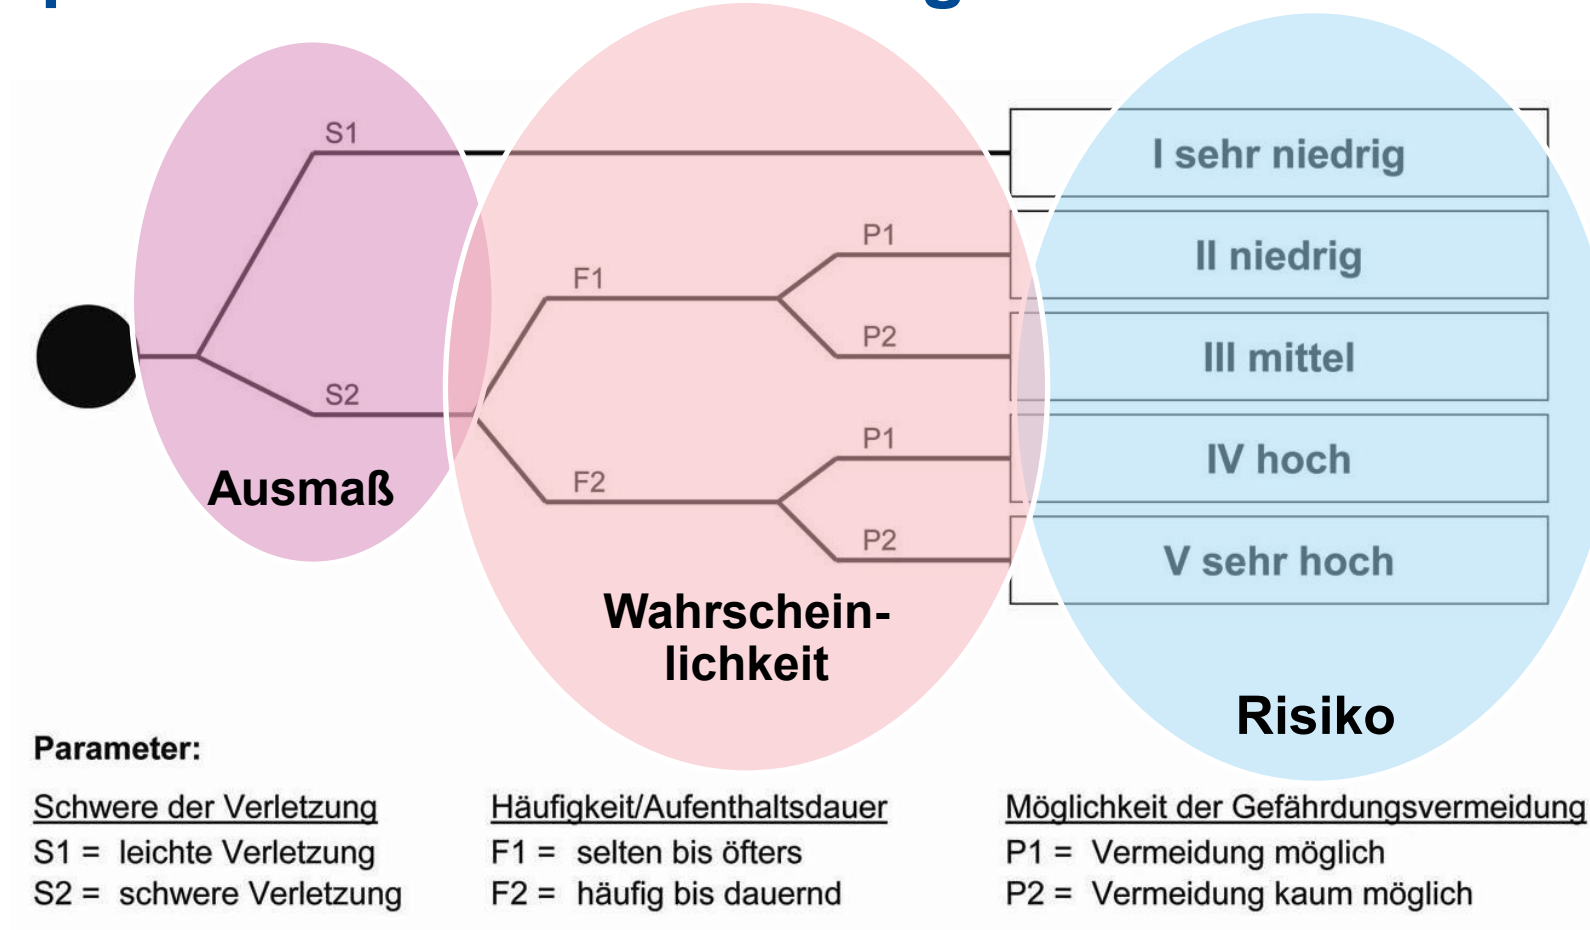 S1
I sehr niedrig
P1
II niedrig
F1
P2
III mittel
S2
P1
IV hoch
F2
P2
V sehr hoch
Ausmaß
Wahrschein-
lichkeit
Risiko
Parameter:
Schwere der Verletzung
S1 = leichte Verletzung
S2 = schwere Verletzung
Häufigkeit/Aufenthaltsdauer
F1 = selten bis öfters
F2 = häufig bis dauernd
Möglichkeit der Gefährdungsvermeidung
P1 = Vermeidung möglich
P2 = Vermeidung kaum möglich